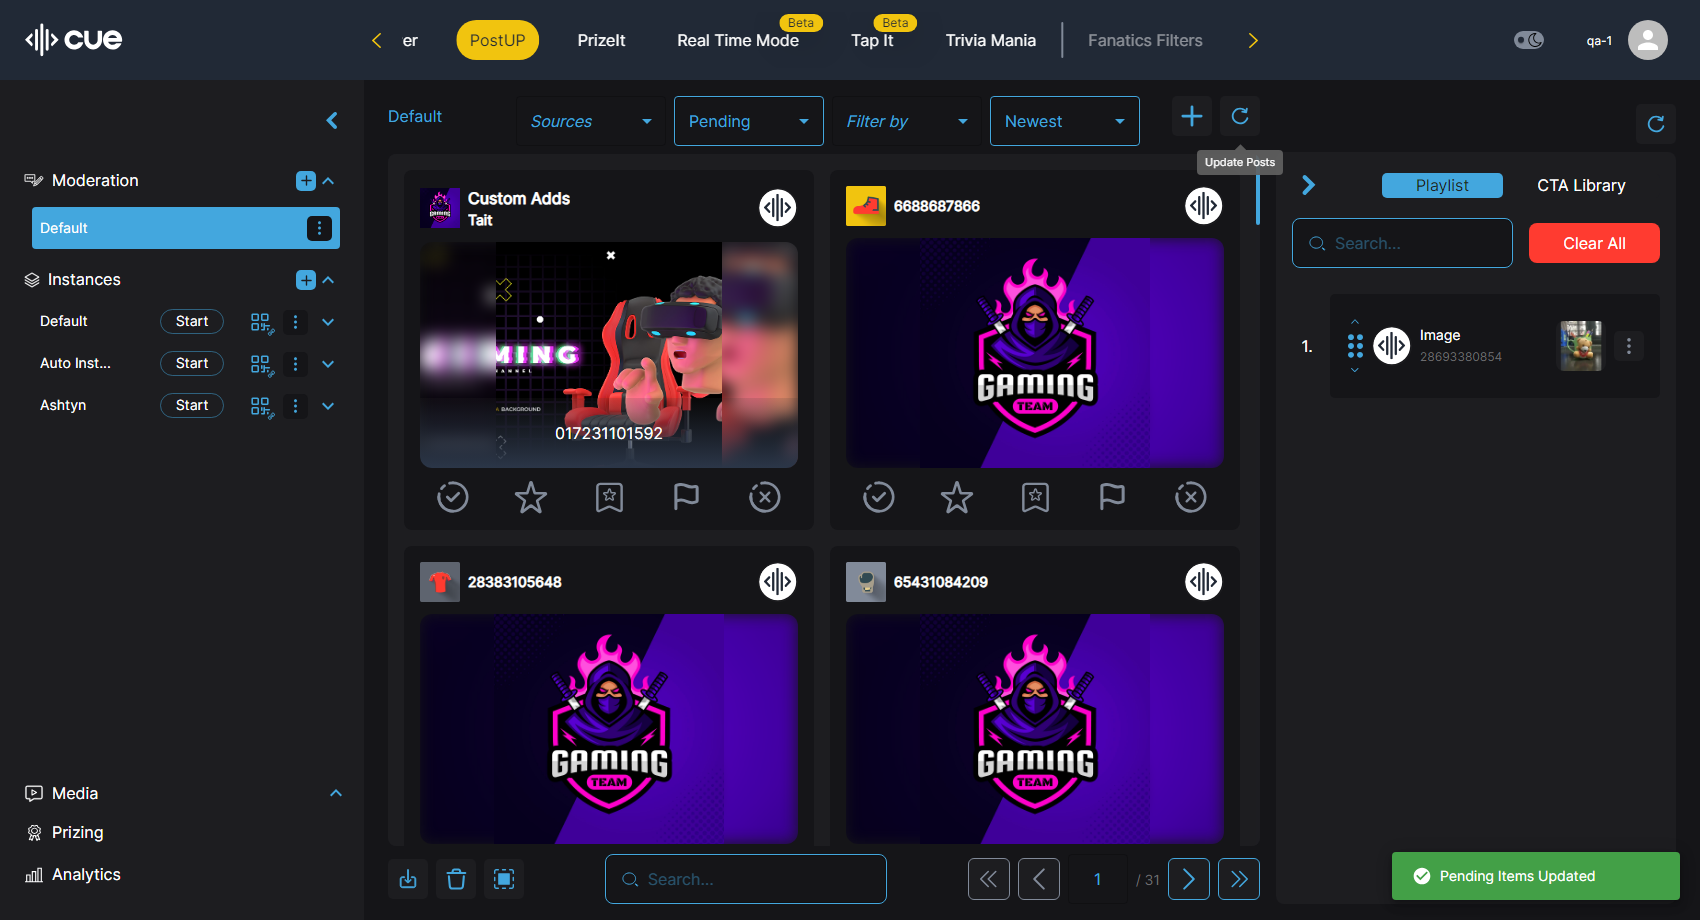 cue
er
PostUP
PrizeIt
Real Time Mode
Beta
Tap It
Beta
Trivia Mania
Fanatics Filters
qa-1
Moderation
Default
Instances
Default
Start
Auto Inst...
Start
Ashtyn
Start
Media
Prizing
Analytics
Default
Sources
Pending
Filter by
Newest
Update Posts
Custom Adds
Tait
MING
ANNEL
BACKGROUND
017231101592
6688687866
GAMING
TEAM
28383105648
GAMING
TEAM
65431084209
GAMING
TEAM
Search...
1
/ 31
Playlist
CTA Library
Search...
Clear All
1.
Image
28693380854
Pending Items Updated